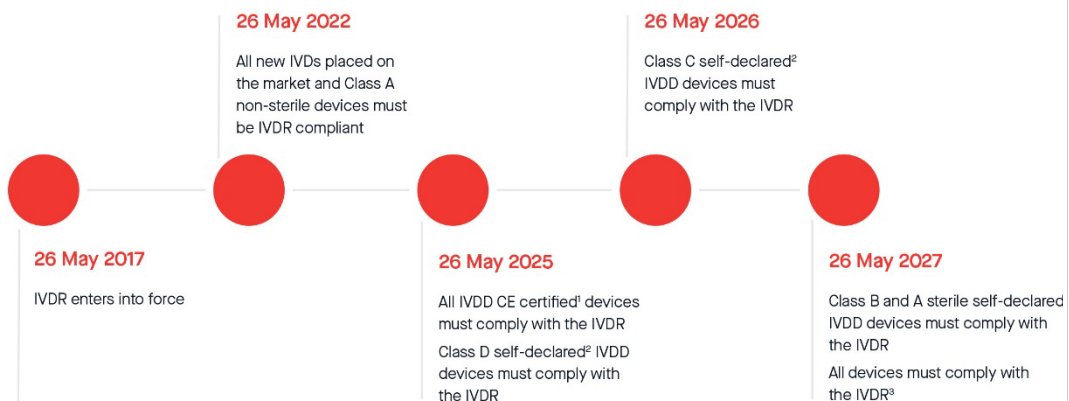 26 May 2022
All new IVDs placed on
the market and Class A
non-sterile devices must
be IVDR compliant
26 May 2026
Class C self-declared²
IVDD devices must
comply with the IVDR
26 May 2017
IVDR enters into force
26 May 2025
All IVDD CE certified¹ devices
must comply with the IVDR
Class D self-declared² IVDD
devices must comply with
the IVDR
26 May 2027
Class B and A sterile self-declared
IVDD devices must comply with
the IVDR
All devices must comply with
the IVDR³